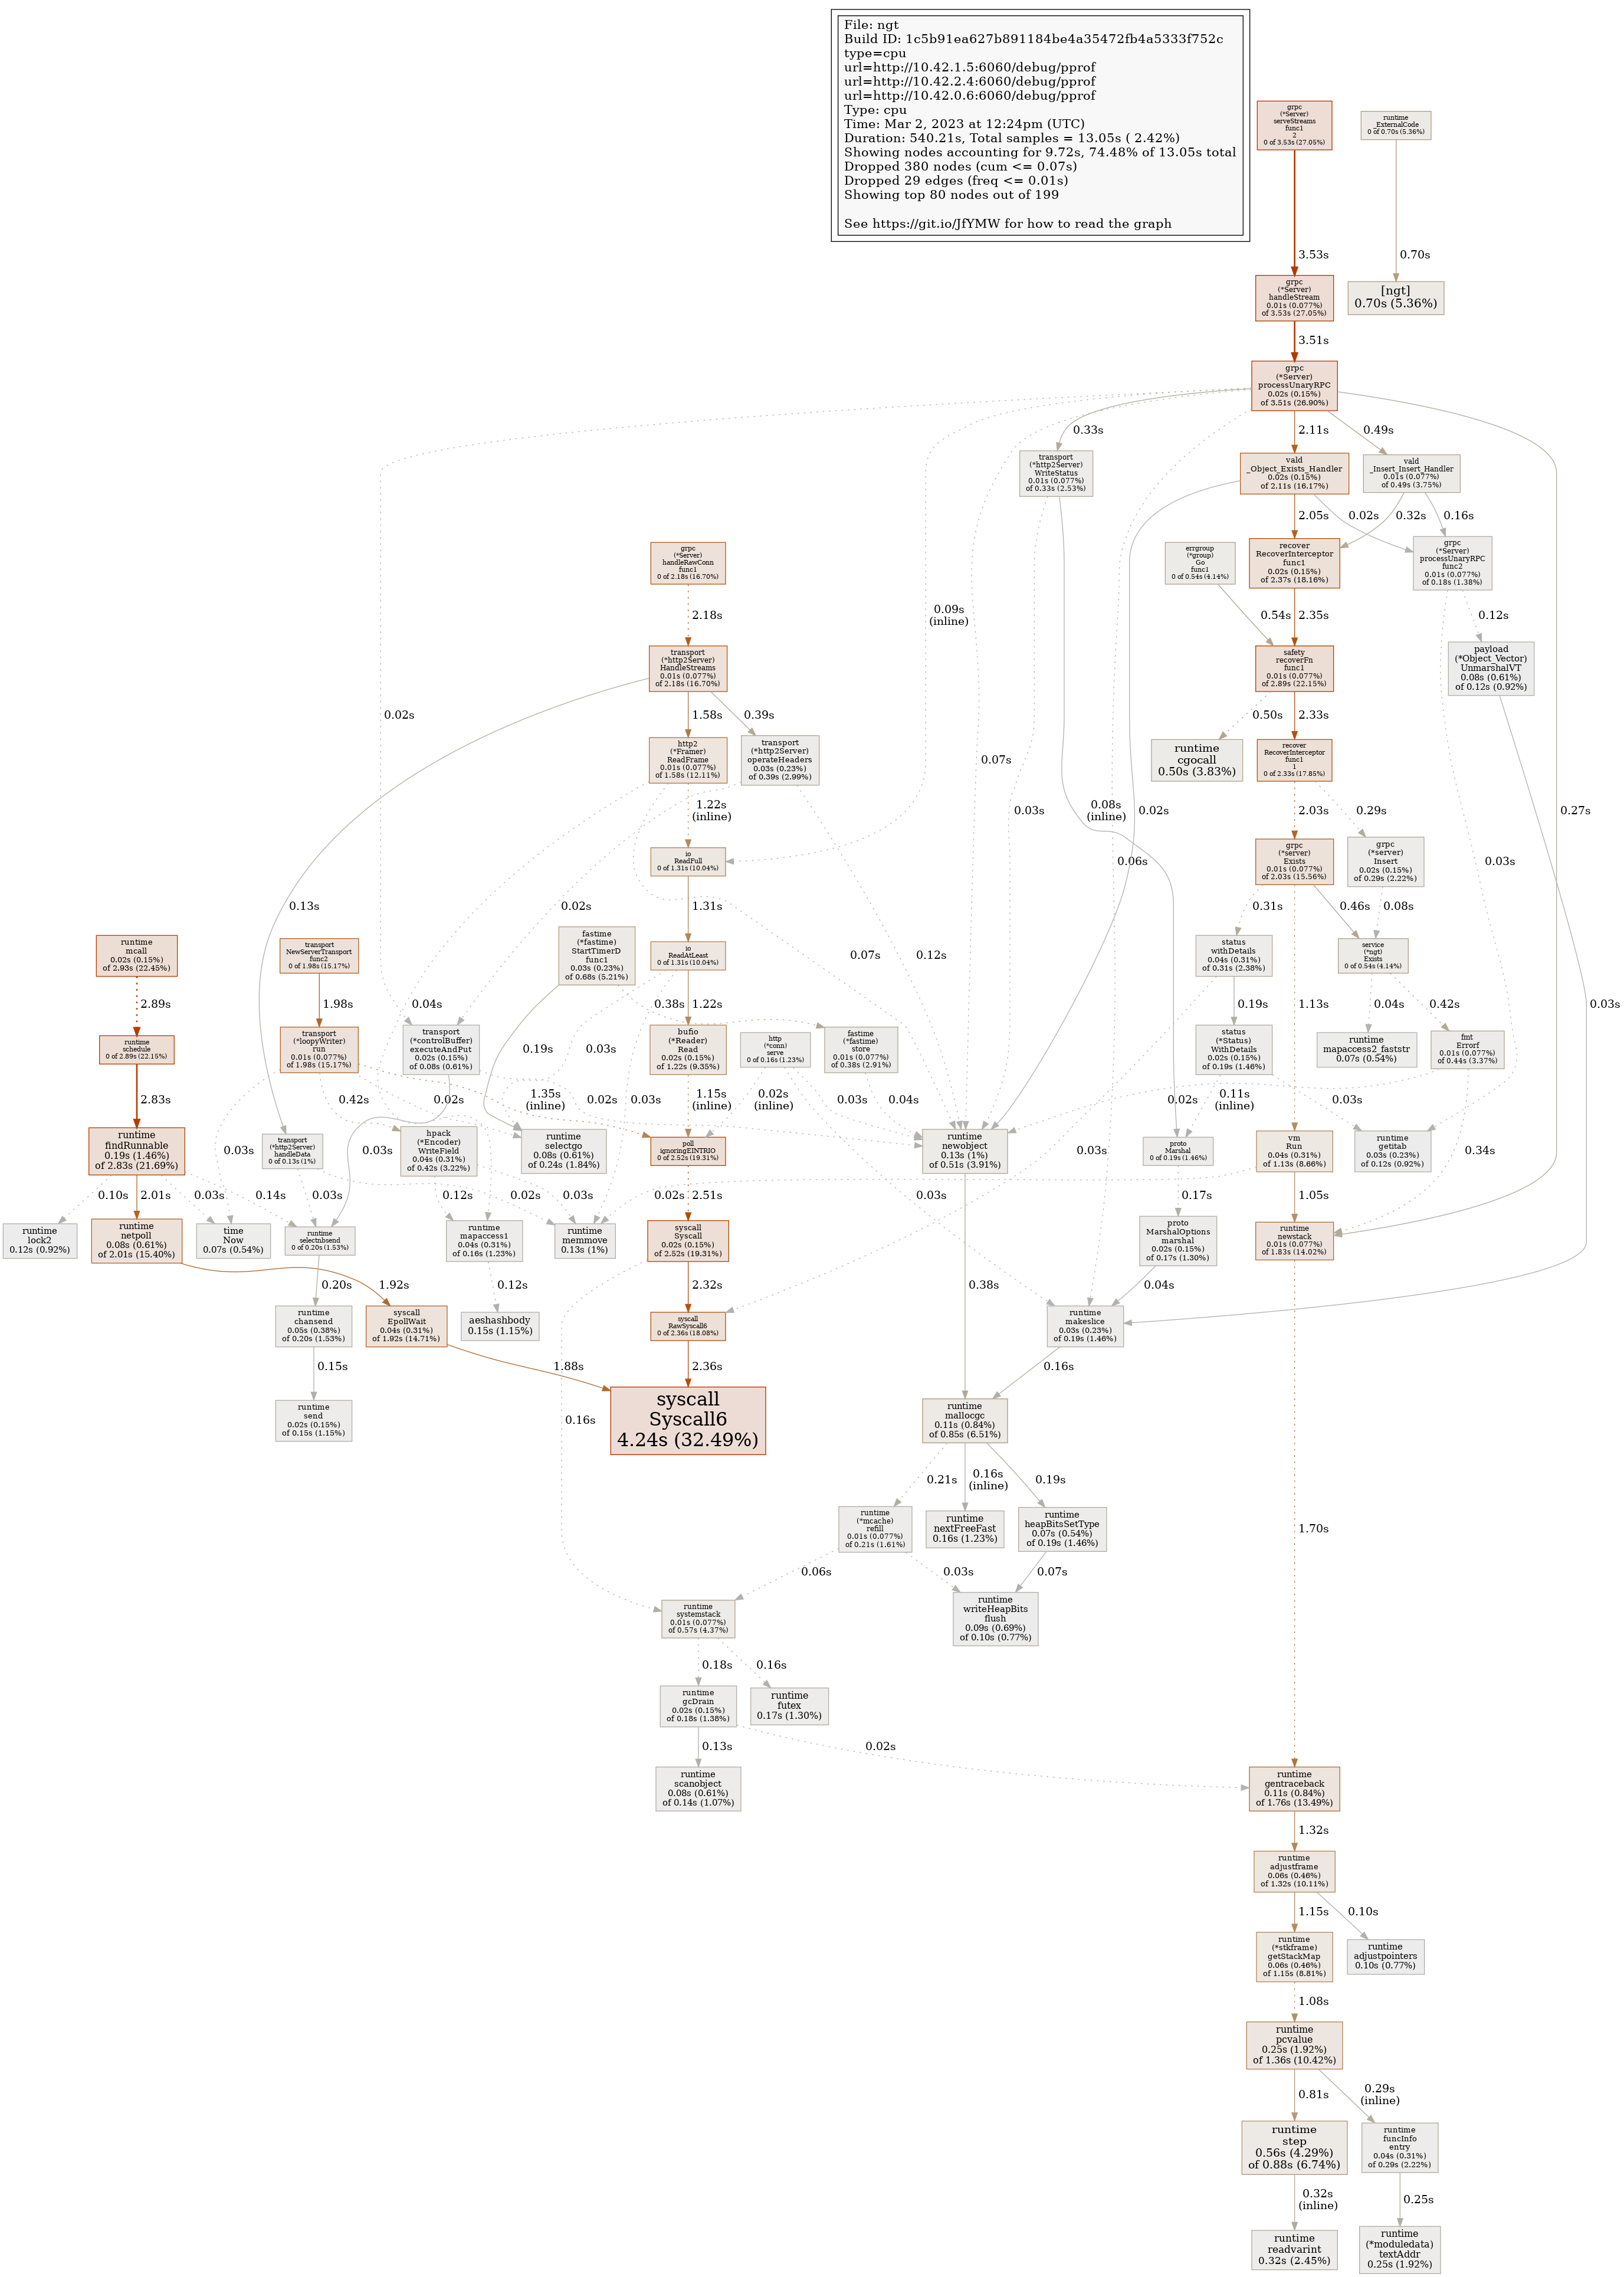 File: ngt
Build ID: 1c5b91ea627b891184be4a35472fb4a5333f752c
type=cpu
url=http://10.42.1.5:6060/debug/pprof
url=http://10.42.2.4:6060/debug/pprof
url=http://10.42.0.6:6060/debug/pprof
Type: cpu
Time: Mar 2, 2023 at 12:24pm (UTC)
Duration: 540.21s, Total samples = 13.05s ( 2.42%)
Showing nodes accounting for 9.72s, 74.48% of 13.05s total
Dropped 380 nodes (cum <= 0.07s)
Dropped 29 edges (freq <= 0.01s)
Showing top 80 nodes out of 199
See https://git.io/JfYMW for how to read the graph
grpc
(*Server)
serveStreams
func1
2
0 of 3.53s (27.05%)
runtime
_ExternalCode
0 of 0.70s (5.36%)
3.53s
0.70s
grpc
(*Server)
handleStream
0.01s (0.077%)
of 3.53s (27.05%)
[ngt]
0.70s (5.36%)
3.51s
grpc
(*Server)
processUnaryRPC
0.02s (0.15%)
of 3.51s (26.90%)
0.33s
2.11s
0.49s
transport
(*http2Server)
WriteStatus
0.01s (0.077%)
of 0.33s (2.53%)
vald
_Object_Exists_Handler
0.02s (0.15%)
of 2.11s (16.17%)
vald
_Insert_Insert_Handler
0.01s (0.077%)
of 0.49s (3.75%)
2.05s
0.02s
0.32s
0.16s
grpc
(*Server)
handleRawConn
func1
0 of 2.18s (16.70%)
errgroup
(*group)
Go
func1
0 of 0.54s (4.14%)
recover
RecoverInterceptor
func1
0.02s (0.15%)
of 2.37s (18.16%)
grpc
(*Server)
processUnaryRPC
func2
0.01s (0.077%)
of 0.18s (1.38%)
2.18s
0.09s
(inline)
0.54s
2.35s
0.12s
transport
(*http2Server)
HandleStreams
0.01s (0.077%)
of 2.18s (16.70%)
safety
recoverFn
func1
0.01s (0.077%)
of 2.89s (22.15%)
payload
(*Object_Vector)
UnmarshalVT
0.08s (0.61%)
of 0.12s (0.92%)
0.02s
1.58s
0.39s
0.50s
2.33s
http2
(*Framer)
ReadFrame
0.01s (0.077%)
of 1.58s (12.11%)
transport
(*http2Server)
operateHeaders
0.03s (0.23%)
of 0.39s (2.99%)
0.07s
runtime
cgocall
0.50s (3.83%)
recover
RecoverInterceptor
func1
1
0 of 2.33s (17.85%)
1.22s
(inline)
0.03s
0.08s
(inline)
0.02s
2.03s
0.29s
0.27s
io
ReadFull
0 of 1.31s (10.04%)
0.06s
grpc
(*server)
Exists
0.01s (0.077%)
of 2.03s (15.56%)
grpc
(*server)
Insert
0.02s (0.15%)
of 0.29s (2.22%)
0.03s
0.13s
0.02s
1.31s
0.31s
0.46s
0.08s
runtime
mcall
0.02s (0.15%)
of 2.93s (22.45%)
transport
NewServerTransport
func2
0 of 1.98s (15.17%)
fastime
(*fastime)
StartTimerD
func1
0.03s (0.23%)
of 0.68s (5.21%)
io
ReadAtLeast
0 of 1.31s (10.04%)
0.07s
0.12s
status
withDetails
0.04s (0.31%)
of 0.31s (2.38%)
service
(*ngt)
Exists
0 of 0.54s (4.14%)
2.89s
1.98s
0.04s
0.38s
1.22s
0.19s
1.13s
0.04s
0.42s
0.03s
runtime
schedule
0 of 2.89s (22.15%)
transport
(*loopyWriter)
run
0.01s (0.077%)
of 1.98s (15.17%)
transport
(*controlBuffer)
executeAndPut
0.02s (0.15%)
of 0.08s (0.61%)
0.19s
0.03s
bufio
(*Reader)
Read
0.02s (0.15%)
of 1.22s (9.35%)
http
(*conn)
serve
0 of 0.16s (1.23%)
fastime
(*fastime)
store
0.01s (0.077%)
of 0.38s (2.91%)
status
(*Status)
WithDetails
0.02s (0.15%)
of 0.19s (1.46%)
runtime
mapaccess2_faststr
0.07s (0.54%)
fmt
Errorf
0.01s (0.077%)
of 0.44s (3.37%)
2.83s
0.42s
0.02s
1.35s
(inline)
0.02s
0.03s
1.15s
(inline)
0.02s
(inline)
0.03s
0.04s
0.02s
0.11s
(inline)
0.03s
runtime
findRunnable
0.19s (1.46%)
of 2.83s (21.69%)
0.03s
transport
(*http2Server)
handleData
0 of 0.13s (1%)
0.03s
hpack
(*Encoder)
WriteField
0.04s (0.31%)
of 0.42s (3.22%)
runtime
selectgo
0.08s (0.61%)
of 0.24s (1.84%)
poll
ignoringEINTRIO
0 of 2.52s (19.31%)
runtime
newobject
0.13s (1%)
of 0.51s (3.91%)
0.03s
proto
Marshal
0 of 0.19s (1.46%)
vm
Run
0.04s (0.31%)
of 1.13s (8.66%)
runtime
getitab
0.03s (0.23%)
of 0.12s (0.92%)
0.34s
0.10s
2.01s
0.03s
0.14s
0.03s
0.02s
0.12s
0.03s
0.02s
2.51s
0.03s
0.17s
1.05s
runtime
lock2
0.12s (0.92%)
runtime
netpoll
0.08s (0.61%)
of 2.01s (15.40%)
time
Now
0.07s (0.54%)
runtime
selectnbsend
0 of 0.20s (1.53%)
runtime
mapaccess1
0.04s (0.31%)
of 0.16s (1.23%)
runtime
memmove
0.13s (1%)
syscall
Syscall
0.02s (0.15%)
of 2.52s (19.31%)
proto
MarshalOptions
marshal
0.02s (0.15%)
of 0.17s (1.30%)
runtime
newstack
0.01s (0.077%)
of 1.83s (14.02%)
1.92s
0.20s
0.12s
2.32s
0.38s
0.04s
runtime
chansend
0.05s (0.38%)
of 0.20s (1.53%)
syscall
EpollWait
0.04s (0.31%)
of 1.92s (14.71%)
aeshashbody
0.15s (1.15%)
syscall
RawSyscall6
0 of 2.36s (18.08%)
runtime
makeslice
0.03s (0.23%)
of 0.19s (1.46%)
0.15s
1.88s
2.36s
0.16s
runtime
send
0.02s (0.15%)
of 0.15s (1.15%)
0.16s
syscall
Syscall6
4.24s (32.49%)
runtime
mallocgc
0.11s (0.84%)
of 0.85s (6.51%)
0.21s
0.16s
(inline)
0.19s
runtime
(*mcache)
refill
0.01s (0.077%)
of 0.21s (1.61%)
runtime
nextFreeFast
0.16s (1.23%)
runtime
heapBitsSetType
0.07s (0.54%)
of 0.19s (1.46%)
1.70s
0.06s
0.03s
0.07s
runtime
systemstack
0.01s (0.077%)
of 0.57s (4.37%)
runtime
writeHeapBits
flush
0.09s (0.69%)
of 0.10s (0.77%)
0.18s
0.16s
runtime
gcDrain
0.02s (0.15%)
of 0.18s (1.38%)
runtime
futex
0.17s (1.30%)
0.13s
0.02s
runtime
scanobject
0.08s (0.61%)
of 0.14s (1.07%)
runtime
gentraceback
0.11s (0.84%)
of 1.76s (13.49%)
1.32s
runtime
adjustframe
0.06s (0.46%)
of 1.32s (10.11%)
1.15s
0.10s
runtime
(*stkframe)
getStackMap
0.06s (0.46%)
of 1.15s (8.81%)
runtime
adjustpointers
0.10s (0.77%)
1.08s
runtime
pcvalue
0.25s (1.92%)
of 1.36s (10.42%)
0.81s
0.29s
(inline)
runtime
step
0.56s (4.29%)
of 0.88s (6.74%)
runtime
funcInfo
entry
0.04s (0.31%)
of 0.29s (2.22%)
0.32s
(inline)
0.25s
runtime
readvarint
0.32s (2.45%)
runtime
(*moduledata)
textAddr
0.25s (1.92%)